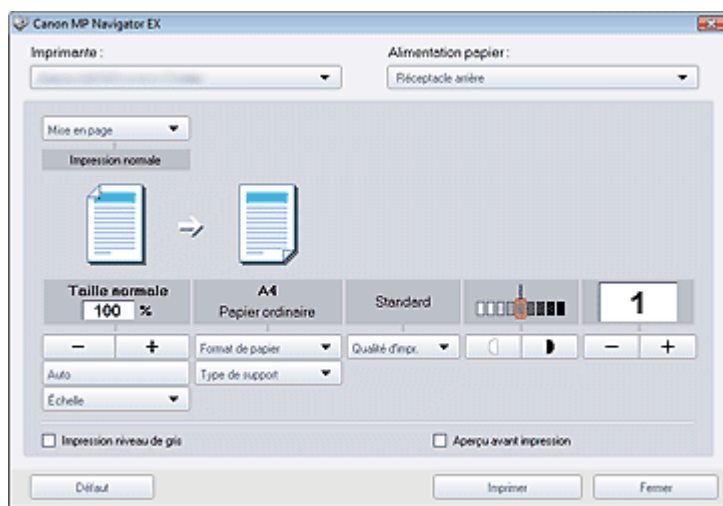 Canon MP Navigator EX
Imprimante :
Alimentation papier :
Réceptacle arrière
Mise en page
Impression normale
Taille normale
100 %
A4
Papier ordinaire
Standard
1
Format de papier
Qualité d'impr.
Auto
Type de support
Échelle
Impression niveau de gris
Aperçu avant impression
Défaut
Imprimer
Fermer